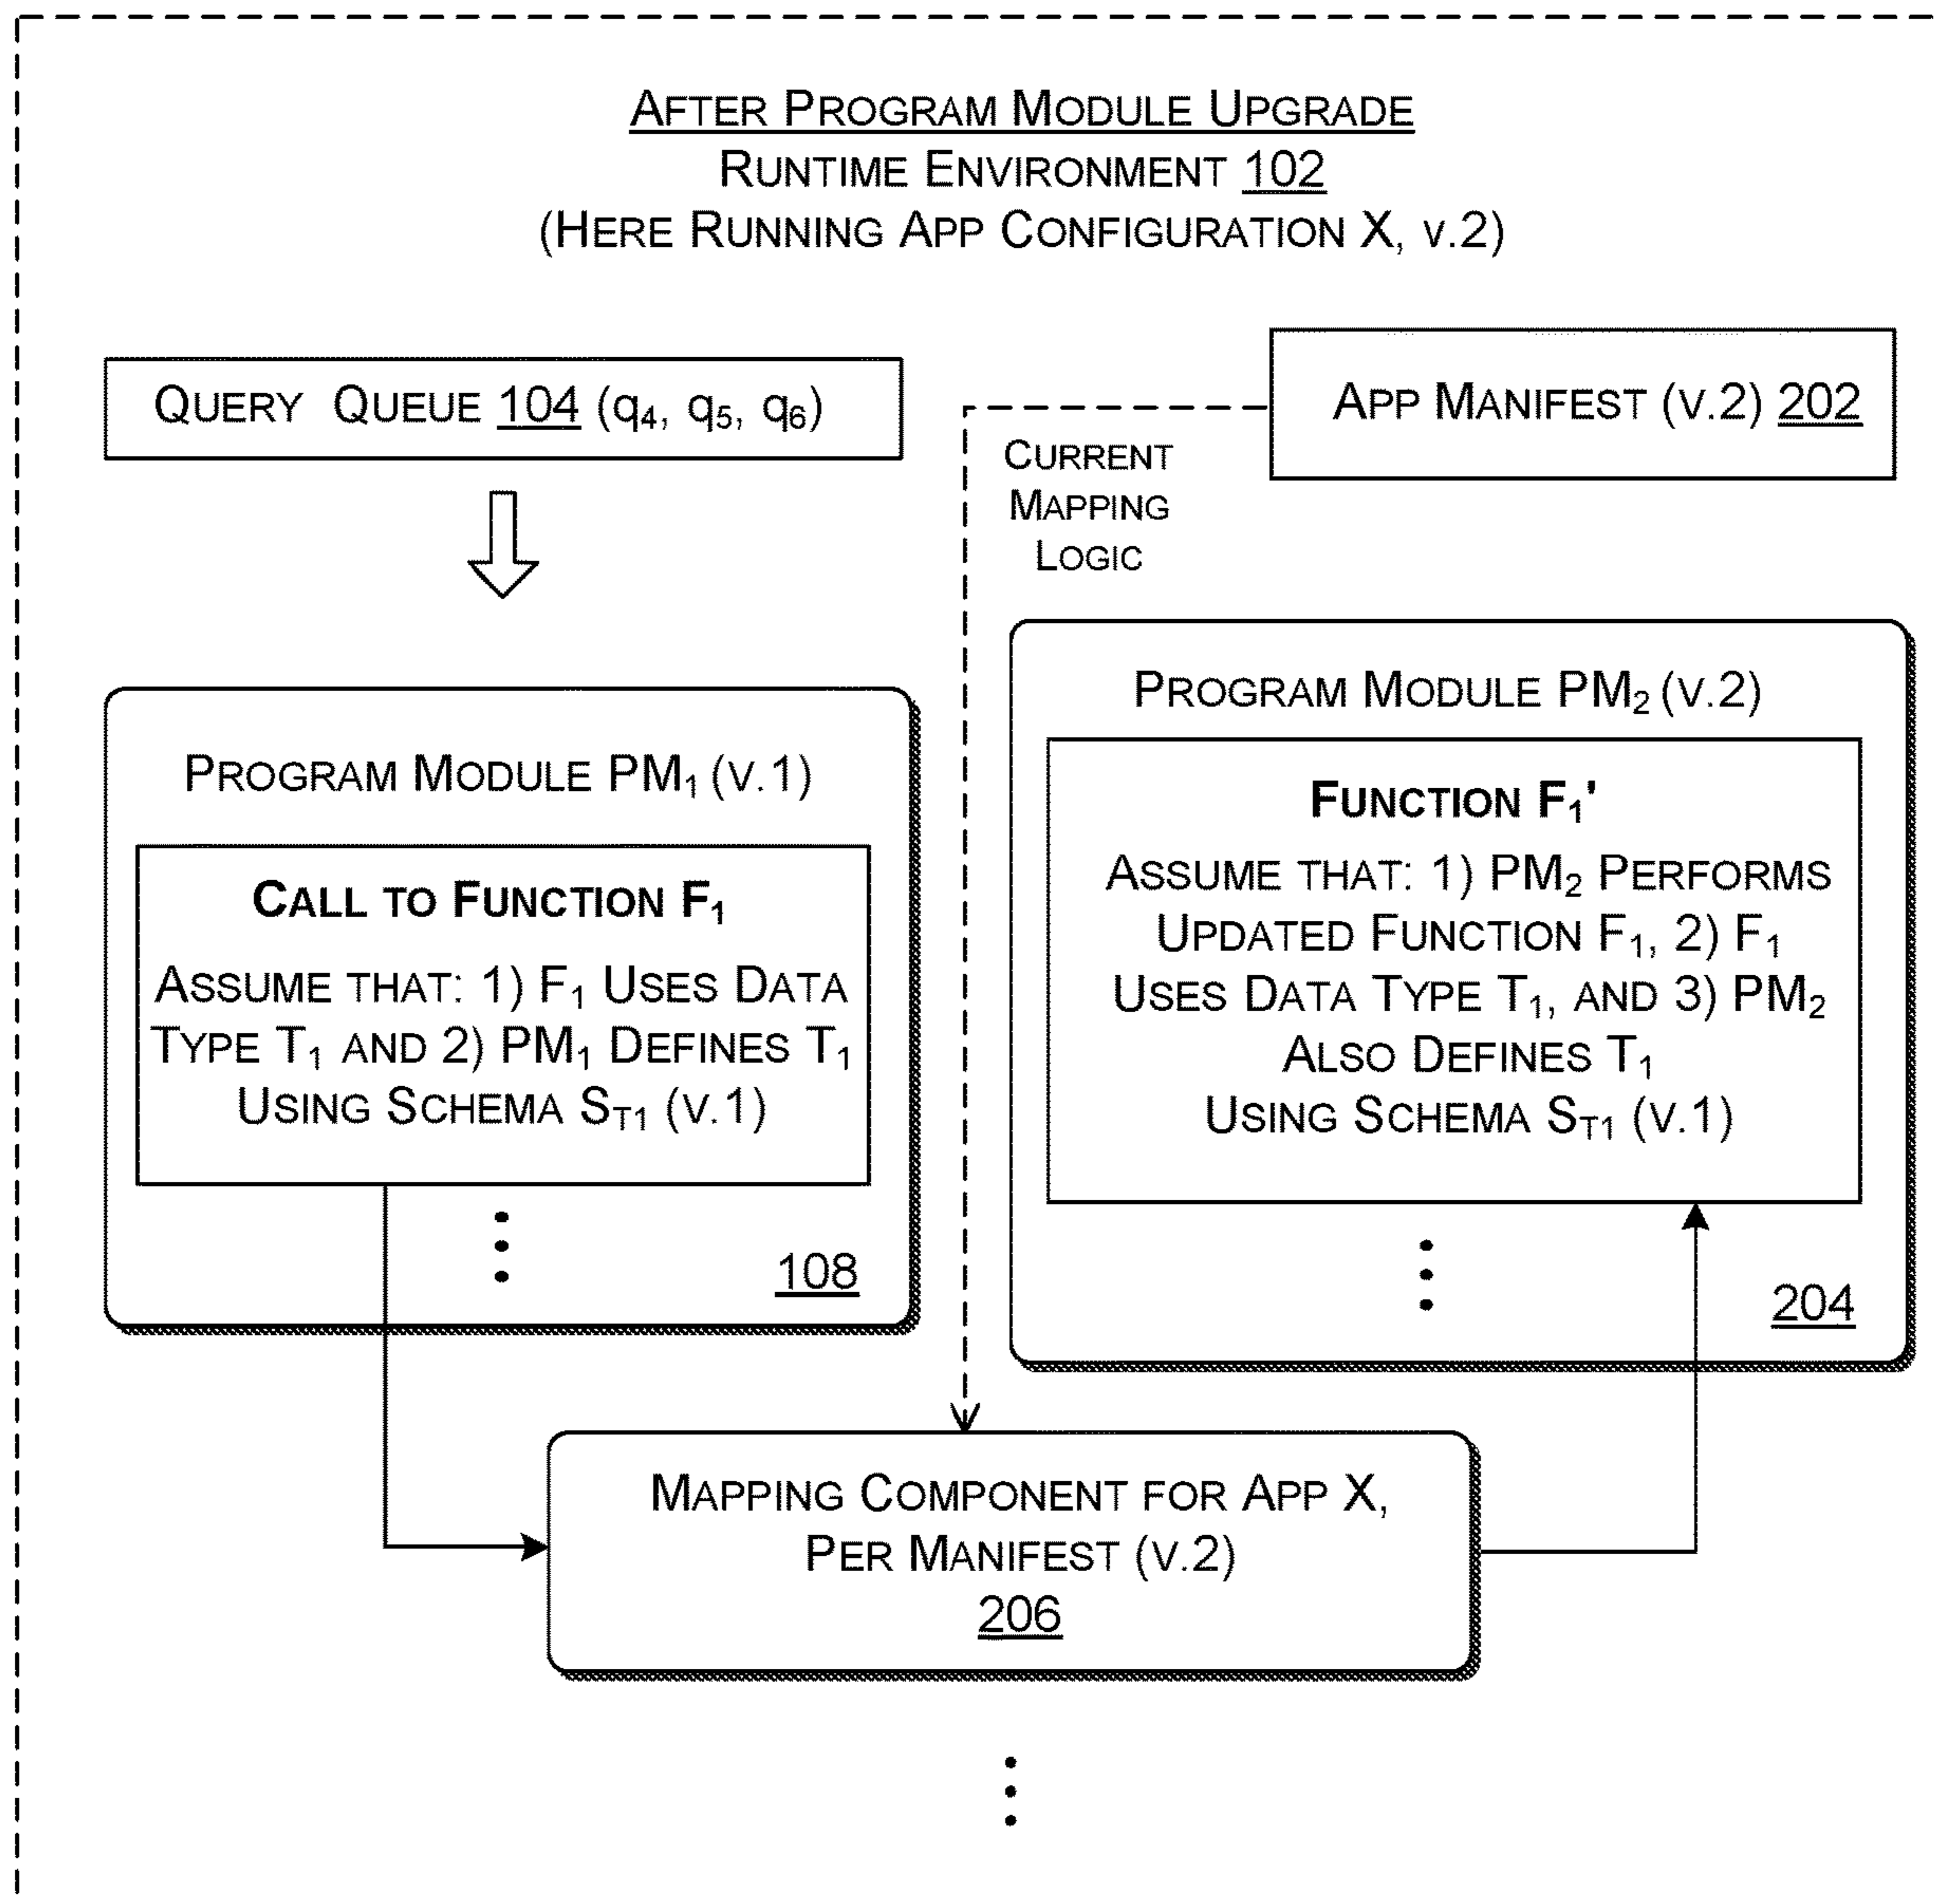 AFTER PROGRAM MODULE UPGRADE
RUNTIME ENVIRONMENT 102
(HERE RUNNING APP CONFIGURATION X, V.2)
QUERY QUEUE 104 (q4, q5, q6)
APP MANIFEST (V.2) 202
CURRENT
MAPPING
LOGIC
PROGRAM MODULE PM1 (V.1)
CALL TO FUNCTION F1
ASSUME THAT: 1) F1 USES DATA
TYPE T1 AND 2) PM1 DEFINES T1
USING SCHEMA ST1 (V.1)
108
PROGRAM MODULE PM2 (V.2)
FUNCTION F1'
ASSUME THAT: 1) PM2 PERFORMS
UPDATED FUNCTION F1, 2) F1
USES DATA TYPE T1, AND 3) PM2
ALSO DEFINES T1
USING SCHEMA ST1 (V.1)
204
MAPPING COMPONENT FOR APP X,
PER MANIFEST (V.2)
206